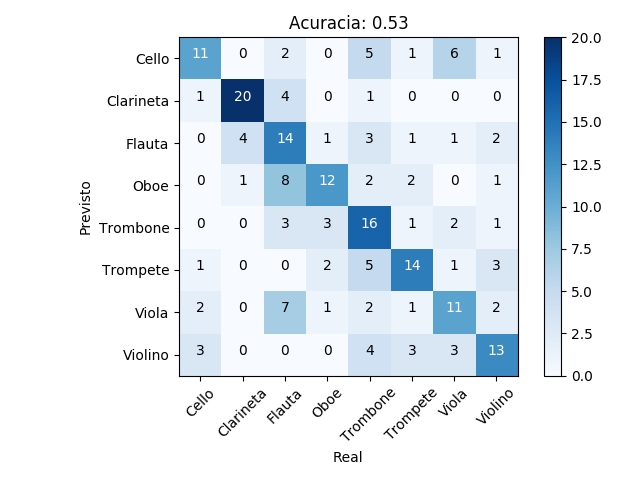 Acuracia: 0.53
Previsto
Cello 11 0 2 0 5 1 6 1
Clarineta 1 20 4 0 1 0 0 0
Flauta 0 4 14 1 3 1 1 2
Oboe 0 1 8 12 2 2 0 1
Trombone 0 0 3 3 16 1 2 1
Trompete 1 0 0 2 5 14 1 3
Viola 2 0 7 1 2 1 11 2
Violino 3 0 0 0 4 3 3 13
Cello Clarineta Flauta Oboe Trombone Trompete Viola Violino
Real
20.0
17.5
15.0
12.5
10.0
7.5
5.0
2.5
0.0